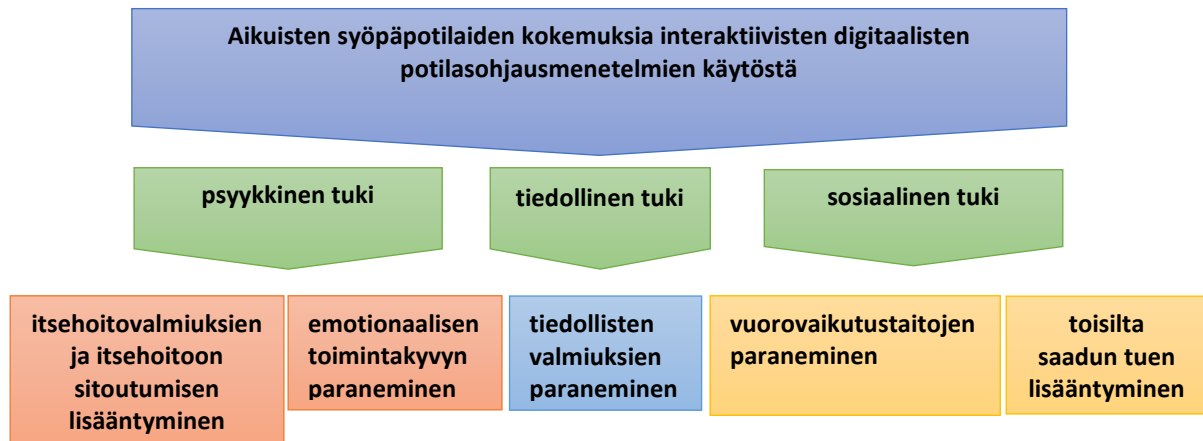 Aikuisten syöpäpotilaiden kokemuksia interaktiivisten digitaalisten
potilasohjausmenetelmien käytöstä
psyykkinen tuki
tiedollinen tuki
sosiaalinen tuki
itsehoitovalmiuksien
ja itsehoitoon
sitoutumisen
lisääntyminen
emotionaalisen
toimintakyvyn
paraneminen
tiedollisten
valmiuksien
paraneminen
vuorovaikutustaitojen
paraneminen
toisilta
saadun tuen
lisääntyminen